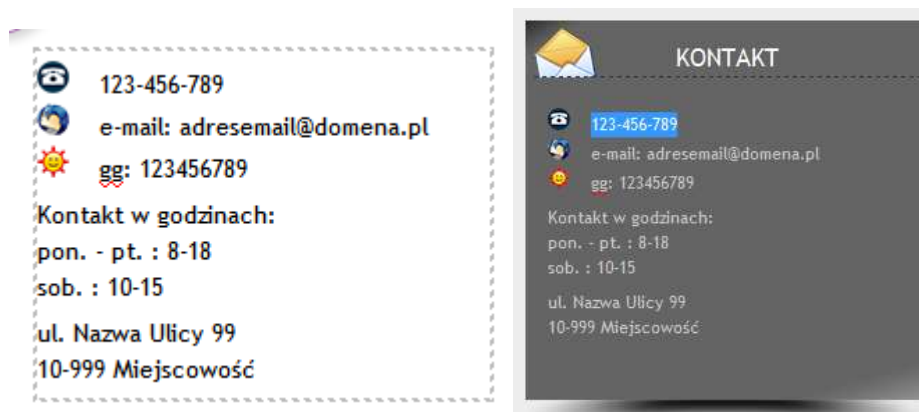 123-456-789
e-mail: adresemail@domena.pl
gg: 123456789
Kontakt w godzinach:
pon. - pt. : 8-18
sob. : 10-15
ul. Nazwa Ulicy 99
10-999 Miejscowość
KONTAKT
123-456-789
e-mail: adresemail@domena.pl
gg: 123456789
Kontakt w godzinach:
pon. - pt. : 8-18
sob. : 10-15
ul. Nazwa Ulicy 99
10-999 Miejscowość